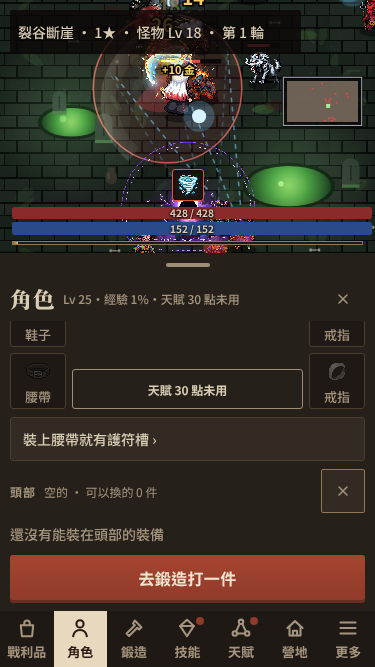 裂谷斷崖 • 1★ • 怪物 Lv 18 • 第 1 輪
+10 金
428 / 428
152 / 152
角色 Lv 25 • 經驗 1% • 天賦 30 點未用
鞋子
戒指
腰帶
天賦 30 點未用
戒指
裝上腰帶就有護符槽 ›
頭部 空的 • 可以換的 0 件
還沒有能裝在頭部的裝備
去鍛造打一件
戰利品
角色
鍛造
技能
天賦
營地
更多